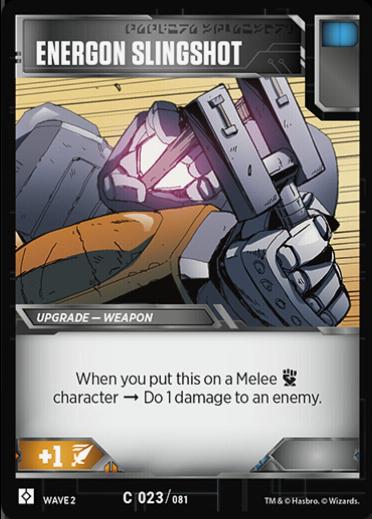 ENERGON SLINGSHOT
UPGRADE — WEAPON
When you put this on a Melee
character → Do 1 damage to an enemy.
+1
WAVE 2 C 023/081 TM & © Hasbro. © Wizards.